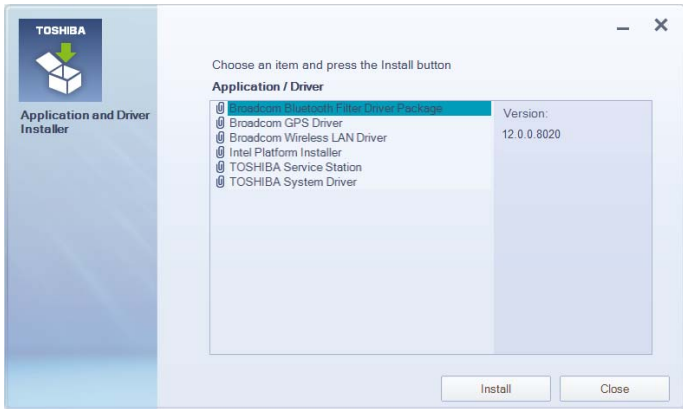 TOSHIBA
Application and Driver
Installer
Choose an item and press the Install button
Application / Driver
Broadcom Bluetooth Filter Driver Package
Broadcom GPS Driver
Broadcom Wireless LAN Driver
Intel Platform Installer
TOSHIBA Service Station
TOSHIBA System Driver
Version:
12.0.0.8020
Install
Close